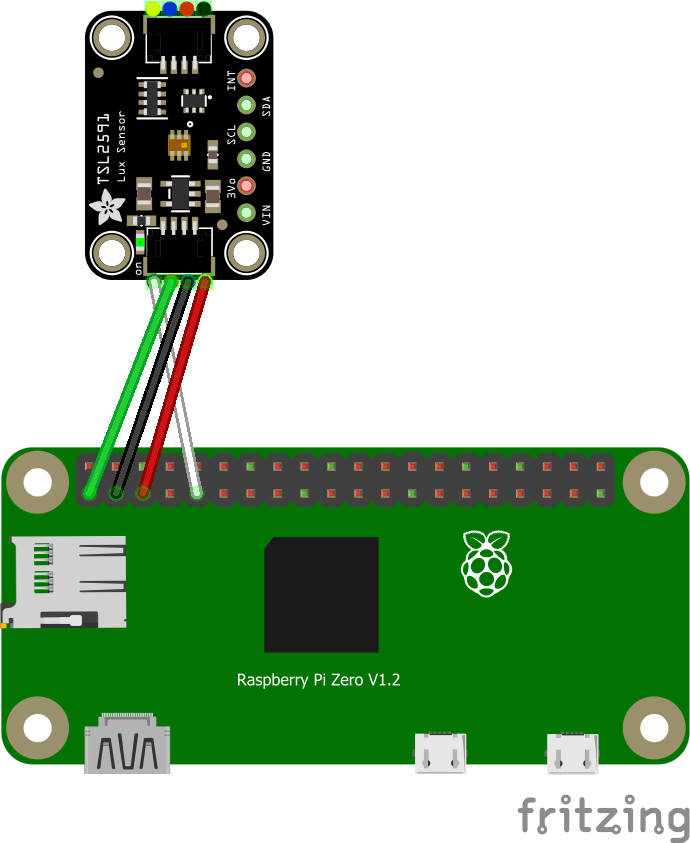 INT
SDA
SCL
GND
3Vo
VIN
TSL2591
Lux Sensor
on
Raspberry Pi Zero V1.2
fritzing